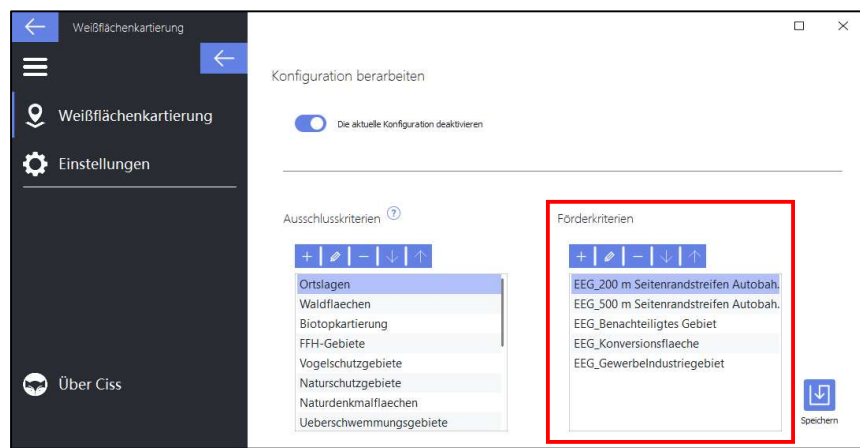 Weißflächenkartierung
Weißflächenkartierung
Einstellungen
Über Ciss
Konfiguration berarbeiten
Die aktuelle Konfiguration deaktivieren
Ausschlusskriterien ?
Ortslagen
Waldflaechen
Biotopkartierung
FFH-Gebiete
Vogelschutzgebiete
Naturschutzgebiete
Naturdenkmalflaechen
Ueberschwemmungsgebiete
Förderkriterien
EEG_200 m Seitenrandstreifen Autobah.
EEG_500 m Seitenrandstreifen Autobah.
EEG_Benachteiligtes Gebiet
EEG_Konversionsflaeche
EEG_GewerbeIndustriegebiet
Speichern